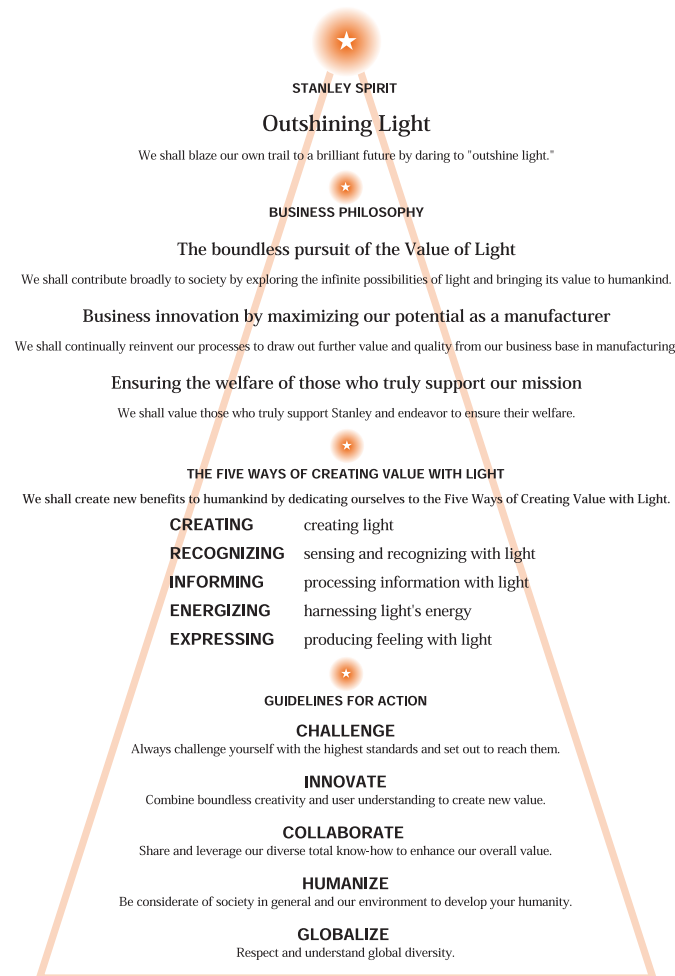 STANLEY SPIRIT
Outshining Light
We shall blaze our own trail to a brilliant future by daring to "outshine light."
BUSINESS PHILOSOPHY
The boundless pursuit of the Value of Light
We shall contribute broadly to society by exploring the infinite possibilities of light and bringing its value to humankind.
Business innovation by maximizing our potential as a manufacturer
We shall continually reinvent our processes to draw out further value and quality from our business base in manufacturing
Ensuring the welfare of those who truly support our mission
We shall value those who truly support Stanley and endeavor to ensure their welfare.
THE FIVE WAYS OF CREATING VALUE WITH LIGHT
We shall create new benefits to humankind by dedicating ourselves to the Five Ways of Creating Value with Light.
CREATING creating light
RECOGNIZING sensing and recognizing with light
INFORMING processing information with light
ENERGIZING harnessing light's energy
EXPRESSING producing feeling with light
GUIDELINES FOR ACTION
CHALLENGE
Always challenge yourself with the highest standards and set out to reach them.
INNOVATE
Combine boundless creativity and user understanding to create new value.
COLLABORATE
Share and leverage our diverse total know-how to enhance our overall value.
HUMANIZE
Be considerate of society in general and our environment to develop your humanity.
GLOBALIZE
Respect and understand global diversity.